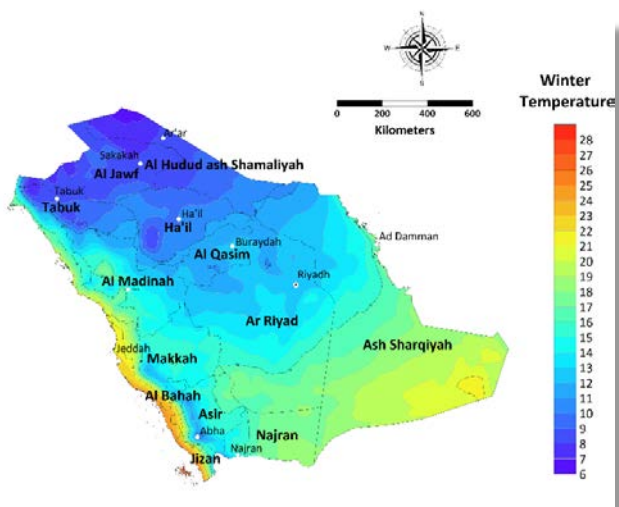 N
W
E
S
0 200 400 600
Kilometers
Winter
Temperature
28
27
26
25
24
23
22
21
20
19
18
17
16
15
14
13
12
11
10
9
8
7
6
Ar'ar
Sakakah
Al Hudud ash Shamaliyah
Al Jawf
Tabuk
Tabuk
Ha'il
Ha'il
Buraydah
Ad Damman
Al Qasim
Al Madinah
Riyadh
Ar Riyad
Jeddah
Makkah
Ash Sharqiyah
Al Bahah
Asir
Abha
Najran
Najran
Jizan